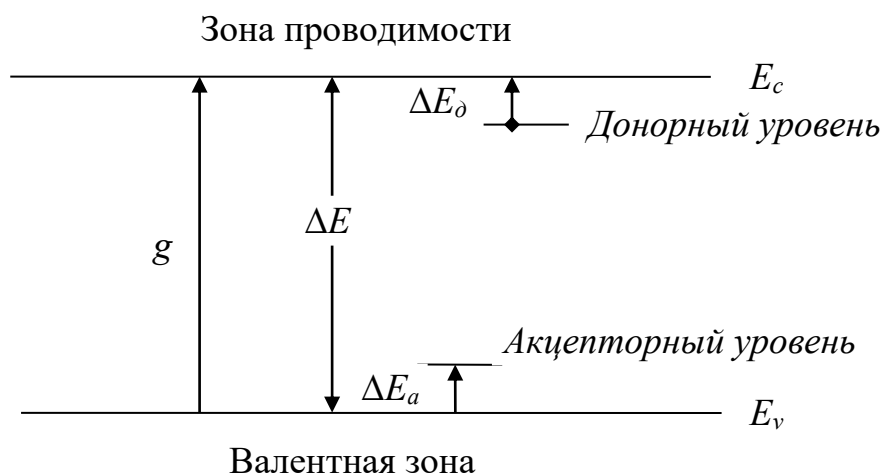 Зона проводимости
E_c
ΔE_д
Донорный уровень
ΔE
g
Акцепторный уровень
ΔE_a
E_v
Валентная зона